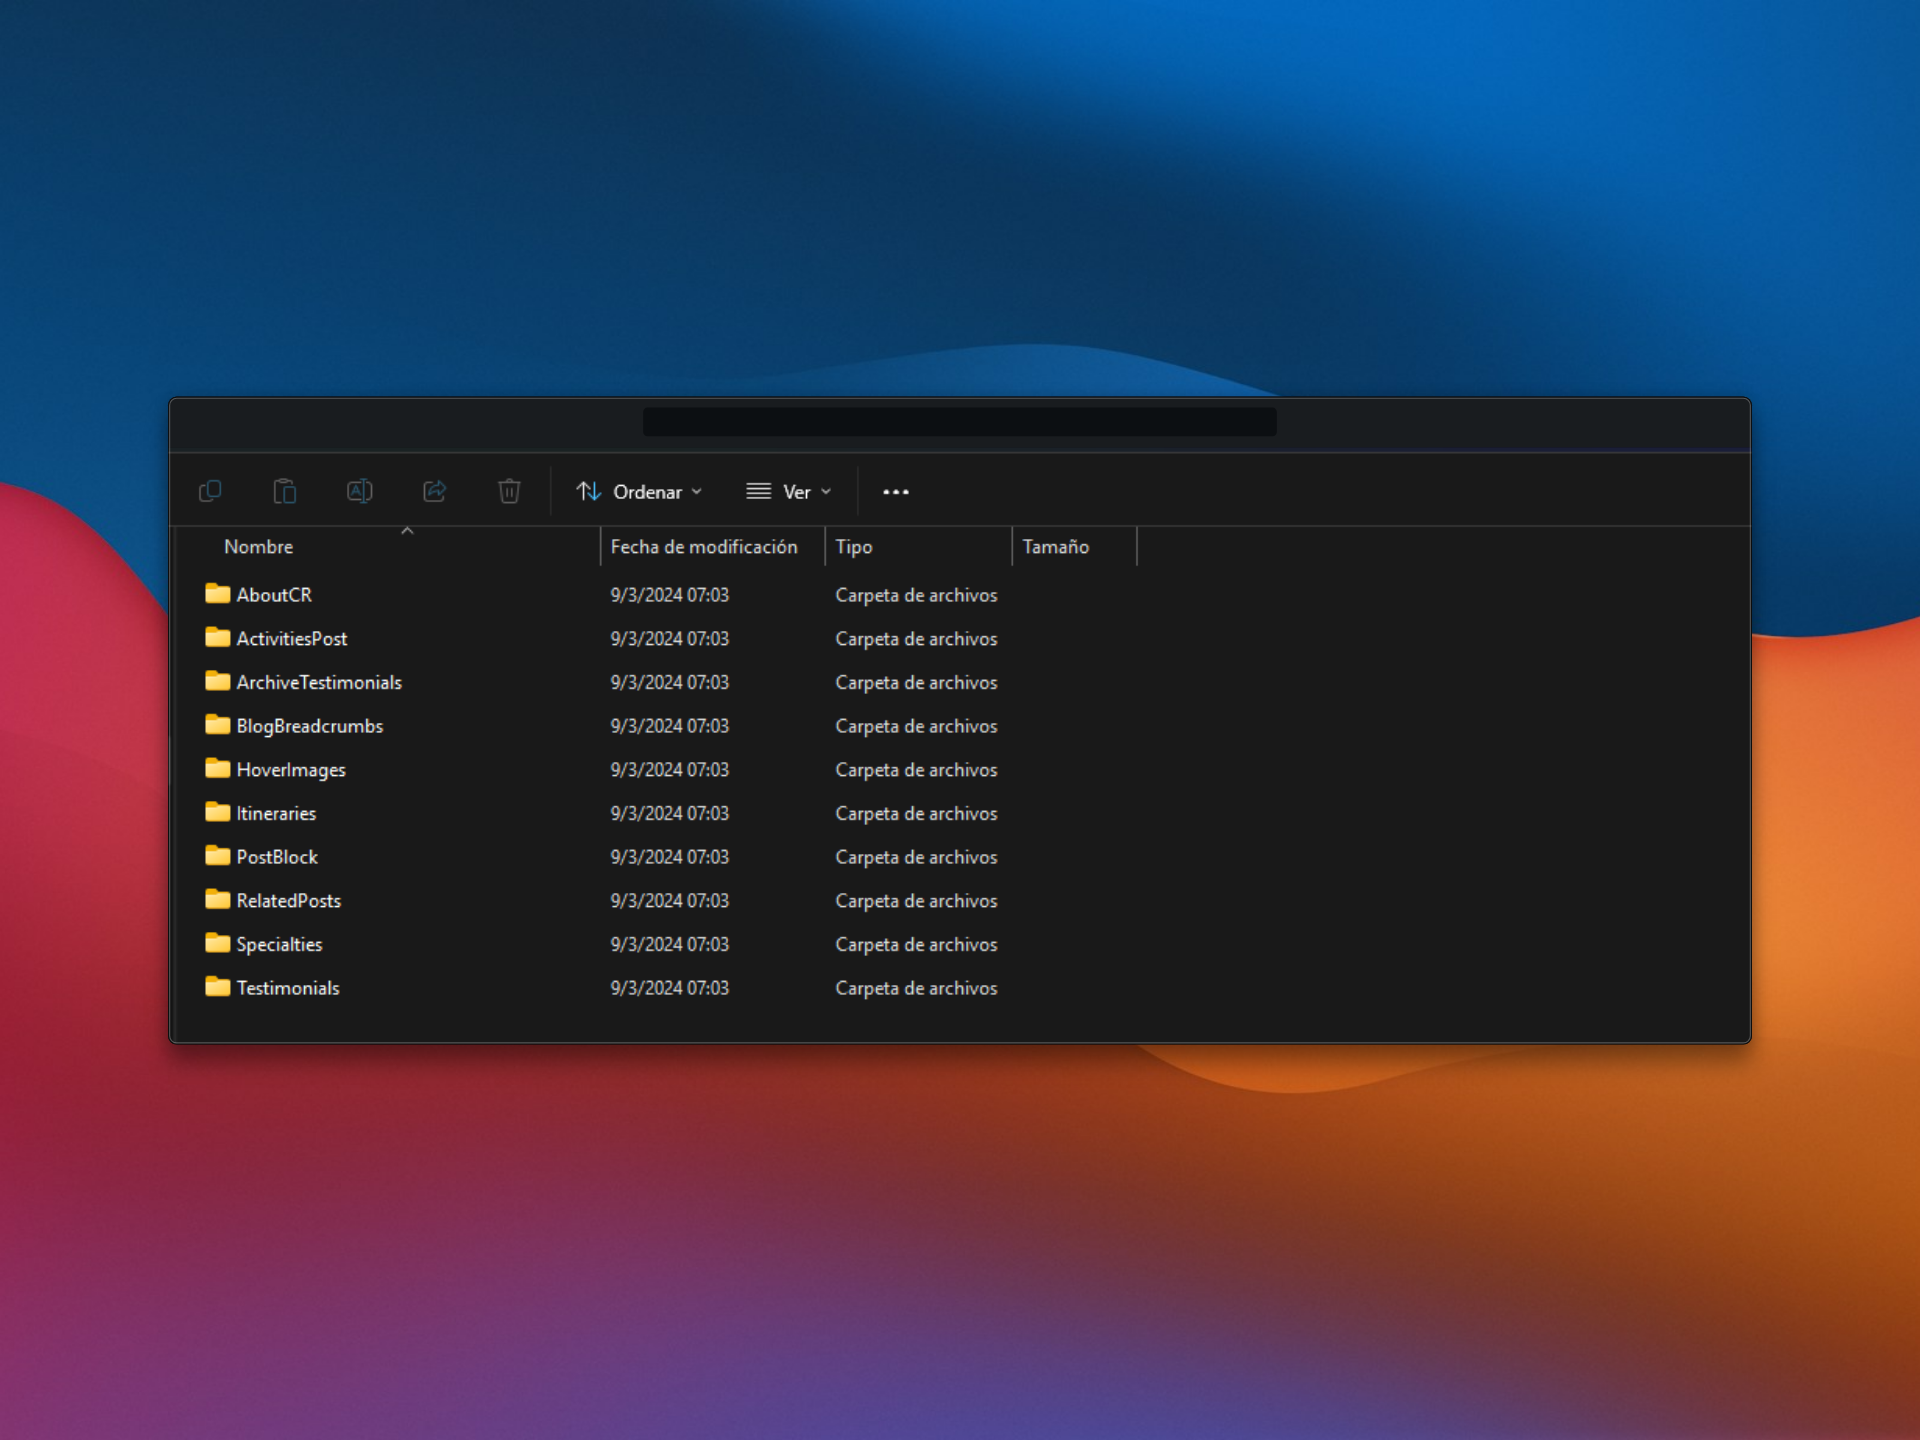 Ordenar Ver
Nombre Fecha de modificación Tipo Tamaño
AboutCR 9/3/2024 07:03 Carpeta de archivos
ActivitiesPost 9/3/2024 07:03 Carpeta de archivos
ArchiveTestimonials 9/3/2024 07:03 Carpeta de archivos
BlogBreadcrumbs 9/3/2024 07:03 Carpeta de archivos
HoverImages 9/3/2024 07:03 Carpeta de archivos
Itineraries 9/3/2024 07:03 Carpeta de archivos
PostBlock 9/3/2024 07:03 Carpeta de archivos
RelatedPosts 9/3/2024 07:03 Carpeta de archivos
Specialties 9/3/2024 07:03 Carpeta de archivos
Testimonials 9/3/2024 07:03 Carpeta de archivos